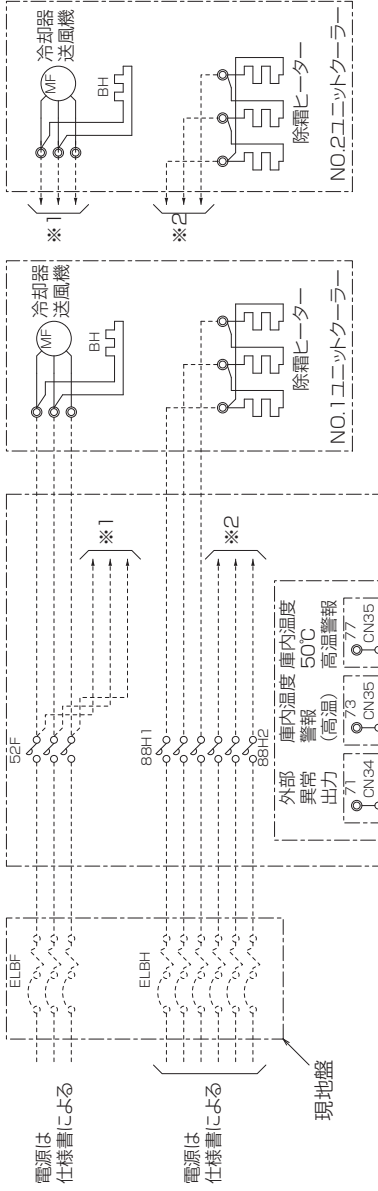 電源は
仕様書による
ELBF
52F
※1
冷却器
送風機
MF
BH
※1
冷却器
送風機
MF
BH
電源は
仕様書による
ELBH
88H1
88H2
※2
除霜ヒーター
NO.1ユニットクーラー
※2
除霜ヒーター
NO.2ユニットクーラー
現地盤
外部
異常
出力
71
CN34
庫内温度
警報
(高温)
73
CN35
庫内温度
50℃
高温警報
77
CN35